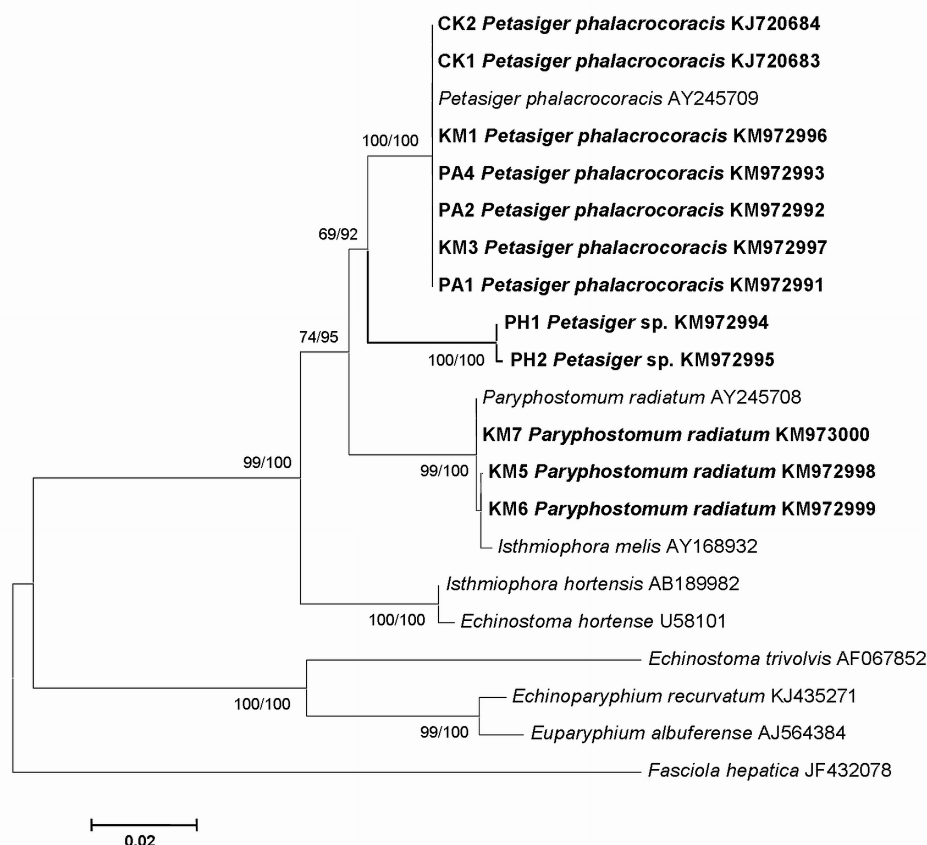 CK2 Petasiger phalacrocoracis KJ720684
CK1 Petasiger phalacrocoracis KJ720683
Petasiger phalacrocoracis AY245709
100/100
KM1 Petasiger phalacrocoracis KM972996
PA4 Petasiger phalacrocoracis KM972993
PA2 Petasiger phalacrocoracis KM972992
69/92
KM3 Petasiger phalacrocoracis KM972997
PA1 Petasiger phalacrocoracis KM972991
PH1 Petasiger sp. KM972994
74/95
100/100
PH2 Petasiger sp. KM972995
Paryphostomum radiatum AY245708
KM7 Paryphostomum radiatum KM973000
99/100
99/100
KM5 Paryphostomum radiatum KM972998
KM6 Paryphostomum radiatum KM972999
Isthmiophora melis AY168932
Isthmiophora hortensis AB189982
100/100
Echinostoma hortense U58101
Echinostoma trivolvis AF067852
Echinoparyphium recurvatum KJ435271
100/100
99/100
Euparyphium albuferense AJ564384
Fasciola hepatica JF432078
0.02